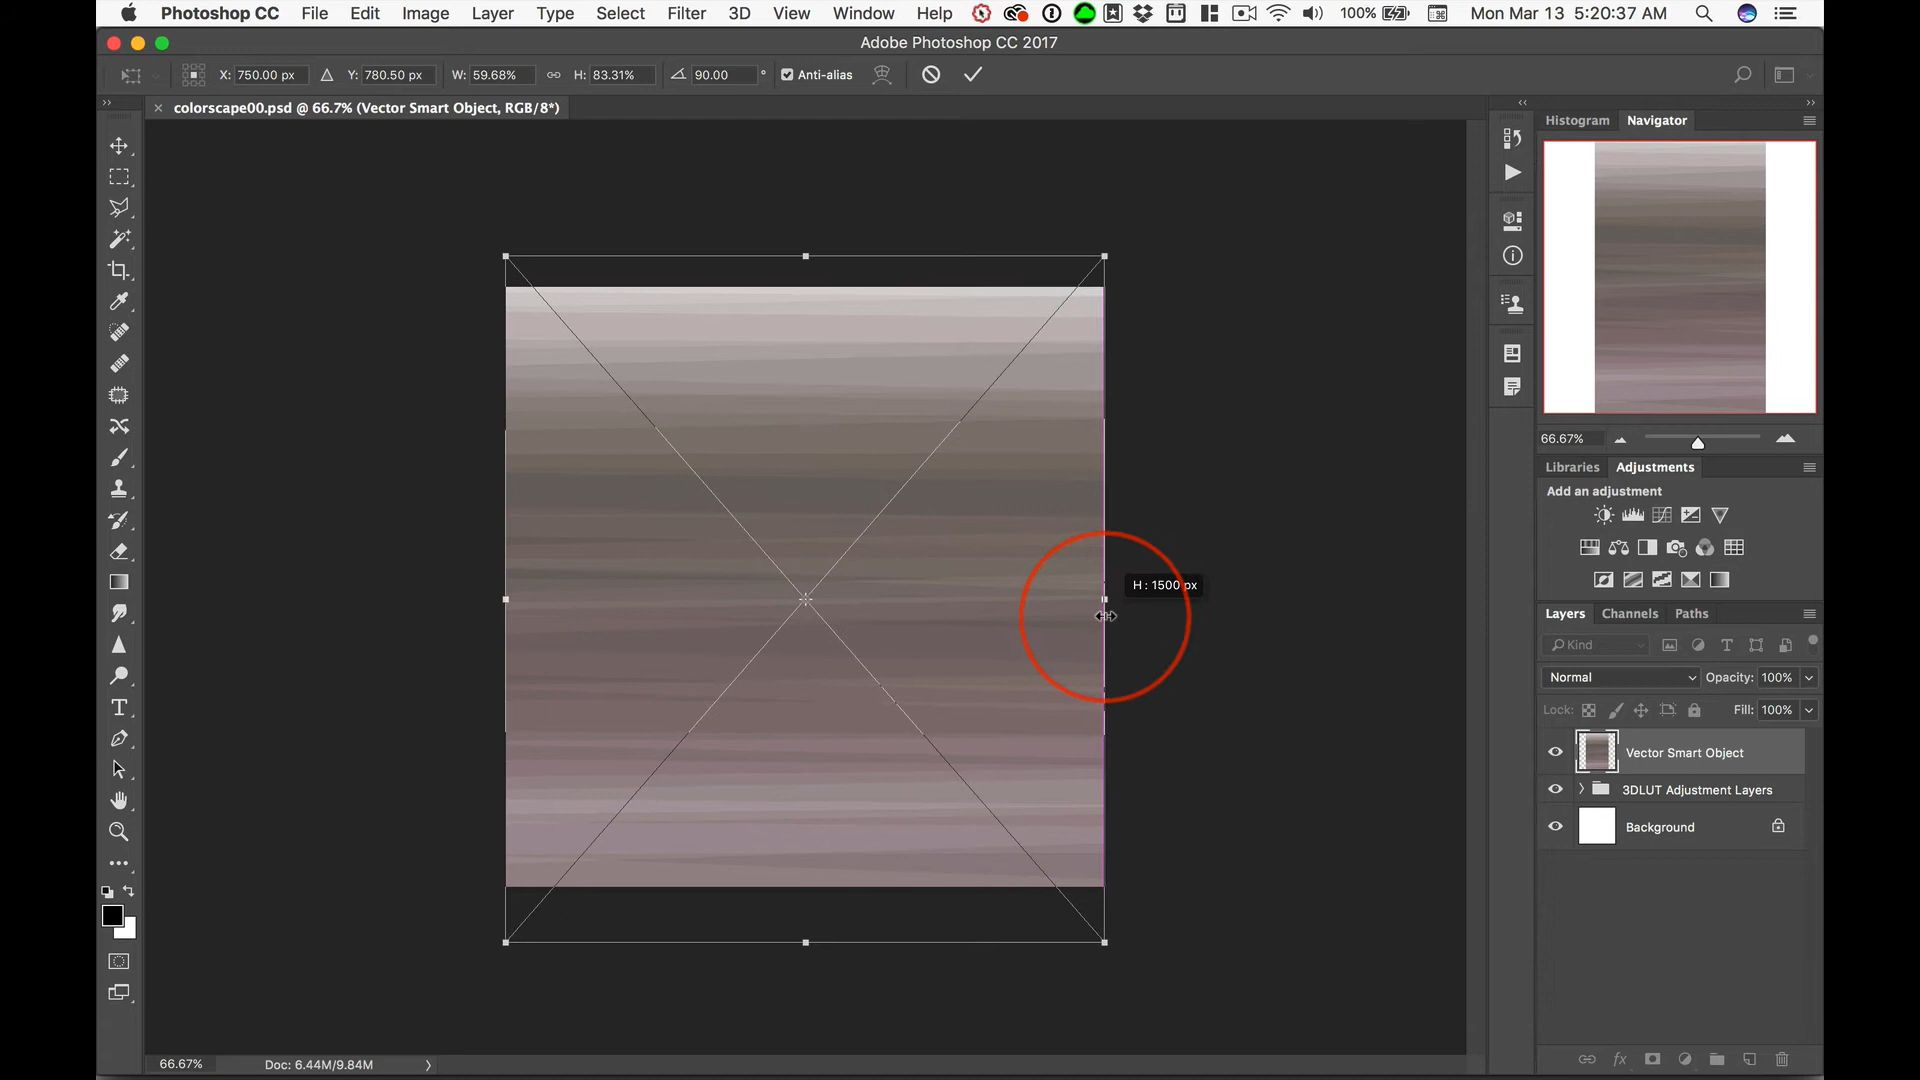 Photoshop CC File Edit Image Layer Type Select Filter 3D View Window Help 100% Mon Mar 13 5:20:37 AM
Adobe Photoshop CC 2017
X: 750.00 px Y: 780.50 px W: 59.68% H: 83.31% 90.00 ° Anti-alias
colorscape00.psd @ 66.7% (Vector Smart Object, RGB/8*)
Histogram Navigator
66.67%
Libraries Adjustments
Add an adjustment
H : 1500 px
Layers Channels Paths
Kind
Normal Opacity: 100%
Lock: Fill: 100%
Vector Smart Object
3DLUT Adjustment Layers
Background
66.67% Doc: 6.44M/9.84M